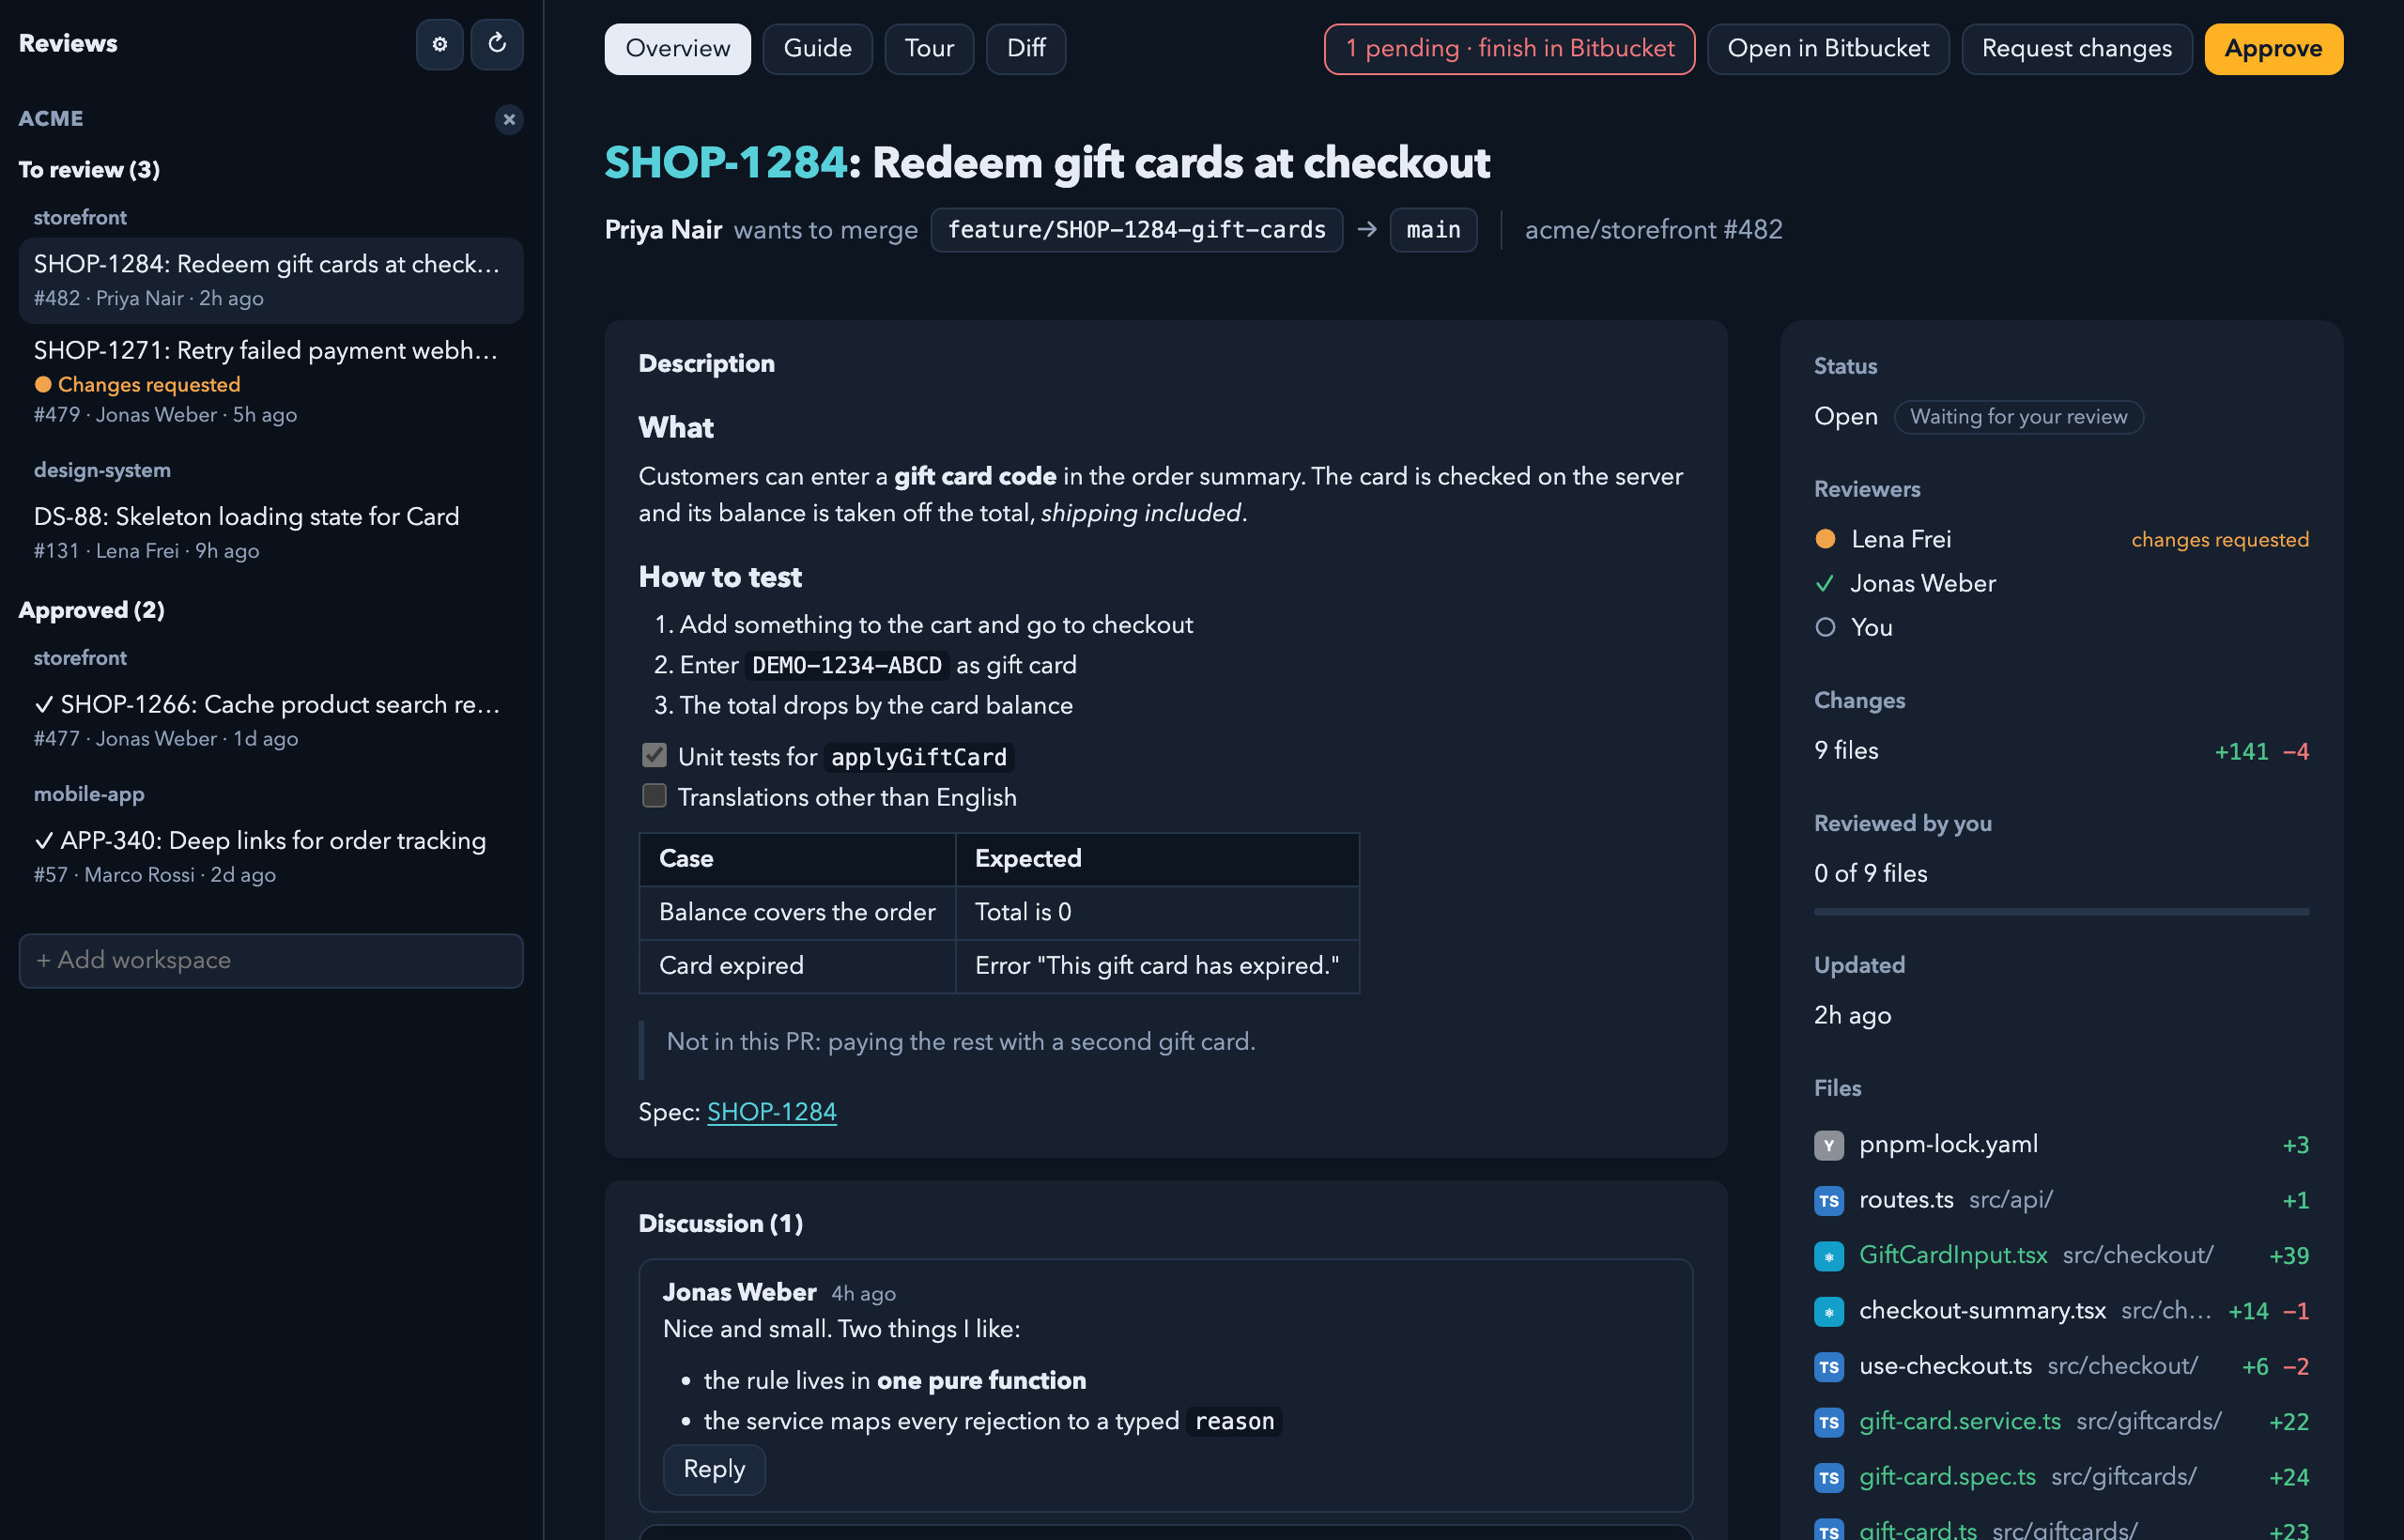 Reviews
ACME
To review (3)
storefront
SHOP-1284: Redeem gift cards at check…
#482 · Priya Nair · 2h ago
SHOP-1271: Retry failed payment webh…
Changes requested
#479 · Jonas Weber · 5h ago
design-system
DS-88: Skeleton loading state for Card
#131 · Lena Frei · 9h ago
Approved (2)
storefront
✓ SHOP-1266: Cache product search re…
#477 · Jonas Weber · 1d ago
mobile-app
✓ APP-340: Deep links for order tracking
#57 · Marco Rossi · 2d ago
+ Add workspace
Overview Guide Tour Diff
1 pending · finish in Bitbucket Open in Bitbucket Request changes Approve
SHOP-1284: Redeem gift cards at checkout
Priya Nair wants to merge feature/SHOP-1284-gift-cards → main acme/storefront #482
Description
What
Customers can enter a gift card code in the order summary. The card is checked on the server
and its balance is taken off the total, shipping included.
How to test
1. Add something to the cart and go to checkout
2. Enter DEMO-1234-ABCD as gift card
3. The total drops by the card balance
Unit tests for applyGiftCard
Translations other than English
Case Expected
Balance covers the order Total is 0
Card expired Error "This gift card has expired."
Not in this PR: paying the rest with a second gift card.
Spec: SHOP-1284
Discussion (1)
Jonas Weber 4h ago
Nice and small. Two things I like:
• the rule lives in one pure function
• the service maps every rejection to a typed reason
Reply
Status
Open Waiting for your review
Reviewers
Lena Frei changes requested
Jonas Weber
You
Changes
9 files +141 −4
Reviewed by you
0 of 9 files
Updated
2h ago
Files
Y pnpm-lock.yaml +3
TS routes.ts src/api/ +1
GiftCardInput.tsx src/checkout/ +39
checkout-summary.tsx src/ch… +14 −1
TS use-checkout.ts src/checkout/ +6 −2
TS gift-card.service.ts src/giftcards/ +22
TS gift-card.spec.ts src/giftcards/ +24
TS gift-card.ts src/giftcards/ +23